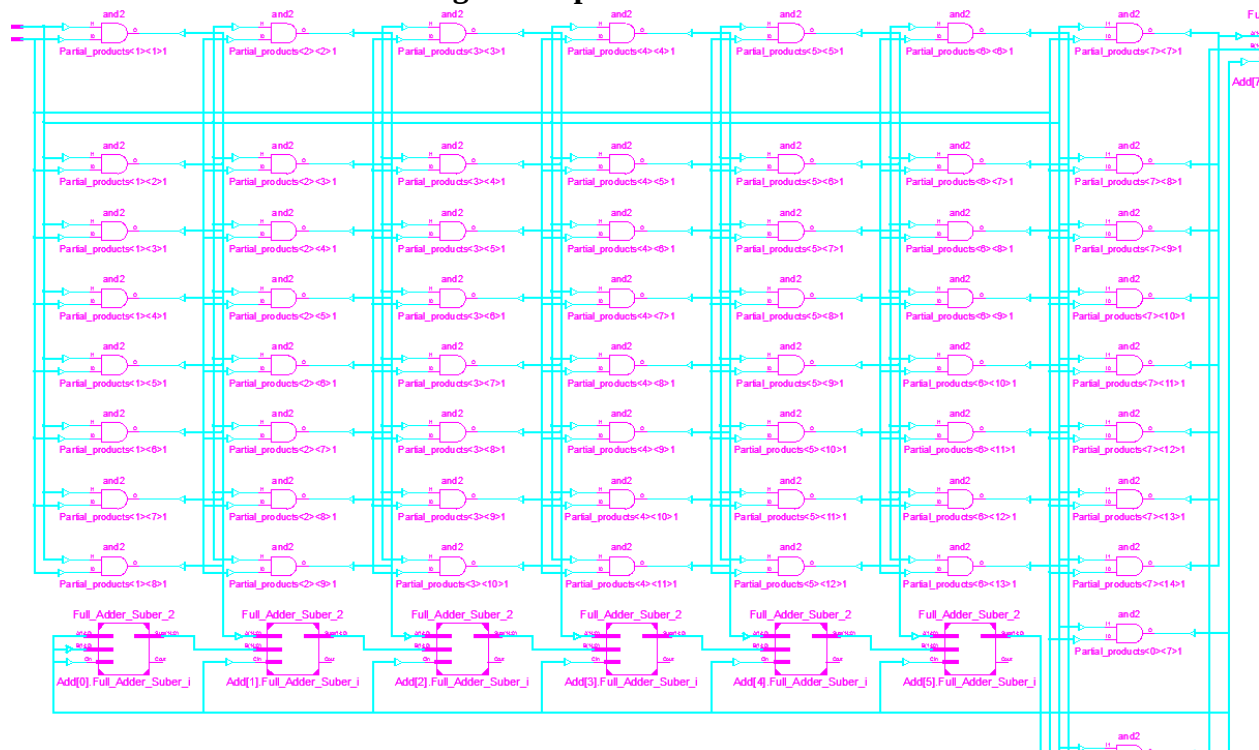 and2 and2 and2 and2 and2 and2 and2
Partial_products<1><1>1 Partial_products<2><2>1 Partial_products<3><3>1 Partial_products<4><4>1 Partial_products<5><5>1 Partial_products<6><6>1 Partial_products<7><7>1
Add[7
and2 and2 and2 and2 and2 and2 and2
Partial_products<1><2>1 Partial_products<2><3>1 Partial_products<3><4>1 Partial_products<4><5>1 Partial_products<5><6>1 Partial_products<6><7>1 Partial_products<7><8>1
and2 and2 and2 and2 and2 and2 and2
Partial_products<1><3>1 Partial_products<2><4>1 Partial_products<3><5>1 Partial_products<4><6>1 Partial_products<5><7>1 Partial_products<6><8>1 Partial_products<7><9>1
and2 and2 and2 and2 and2 and2 and2
Partial_products<1><4>1 Partial_products<2><5>1 Partial_products<3><6>1 Partial_products<4><7>1 Partial_products<5><8>1 Partial_products<6><9>1 Partial_products<7><10>1
and2 and2 and2 and2 and2 and2 and2
Partial_products<1><5>1 Partial_products<2><6>1 Partial_products<3><7>1 Partial_products<4><8>1 Partial_products<5><9>1 Partial_products<6><10>1 Partial_products<7><11>1
and2 and2 and2 and2 and2 and2 and2
Partial_products<1><6>1 Partial_products<2><7>1 Partial_products<3><8>1 Partial_products<4><9>1 Partial_products<5><10>1 Partial_products<6><11>1 Partial_products<7><12>1
and2 and2 and2 and2 and2 and2 and2
Partial_products<1><7>1 Partial_products<2><8>1 Partial_products<3><9>1 Partial_products<4><10>1 Partial_products<5><11>1 Partial_products<6><12>1 Partial_products<7><13>1
and2 and2 and2 and2 and2 and2 and2
Partial_products<1><8>1 Partial_products<2><9>1 Partial_products<3><10>1 Partial_products<4><11>1 Partial_products<5><12>1 Partial_products<6><13>1 Partial_products<7><14>1
Full_Adder_Suber_2 Full_Adder_Suber_2 Full_Adder_Suber_2 Full_Adder_Suber_2 Full_Adder_Suber_2 Full_Adder_Suber_2 and2
Partial_products<0><7>1
Add[0].Full_Adder_Suber_i Add[1].Full_Adder_Suber_i Add[2].Full_Adder_Suber_i Add[3].Full_Adder_Suber_i Add[4].Full_Adder_Suber_i Add[5].Full_Adder_Suber_i
and2